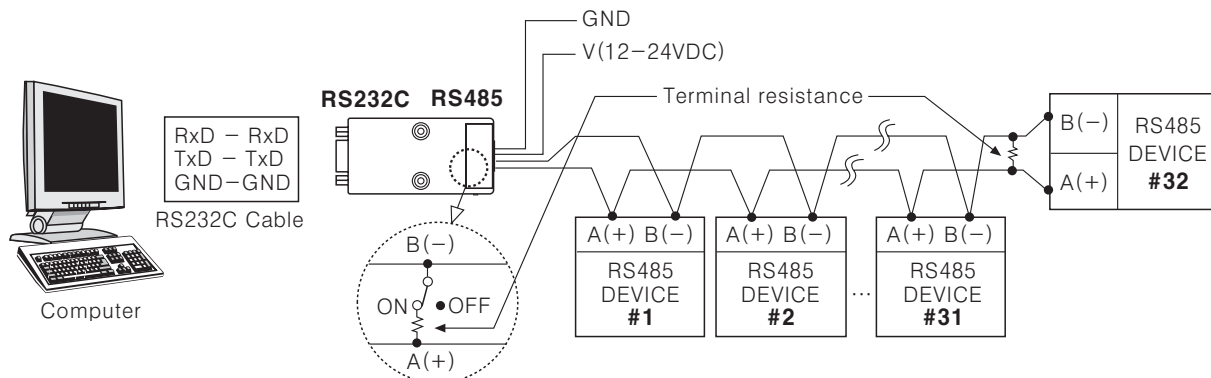 GND
V(12-24VDC)
RS232C RS485
Terminal resistance
RxD - RxD
TxD - TxD
GND-GND
RS232C Cable
Computer
B(-)
ON OFF
A(+)
A(+) B(-)
RS485
DEVICE
#1
A(+) B(-)
RS485
DEVICE
#2
...
A(+) B(-)
RS485
DEVICE
#31
B(-)
A(+)
RS485
DEVICE
#32